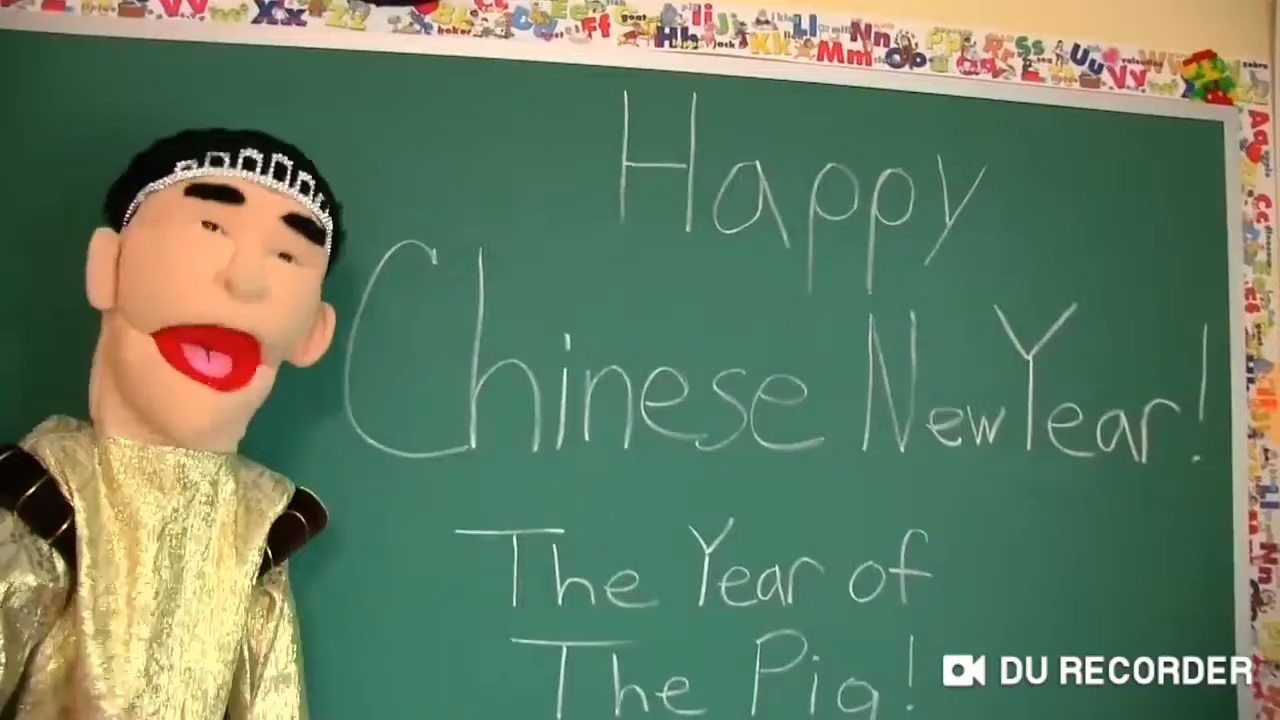 Happy
Chinese New Year!
The Year of
The Pig!
DU RECORDER